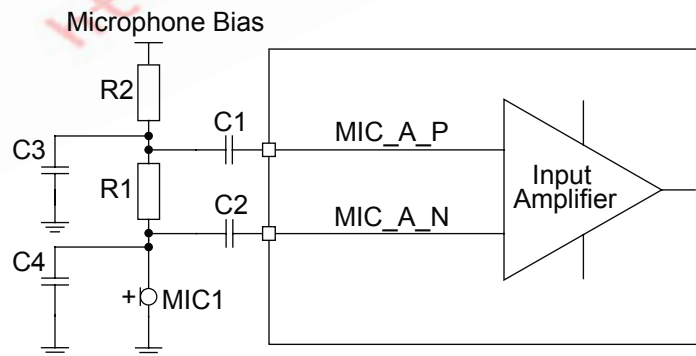 Microphone Bias
R2
C1
MIC_A_P
C3
R1
Input
Amplifier
C2
MIC_A_N
C4
+
MIC1